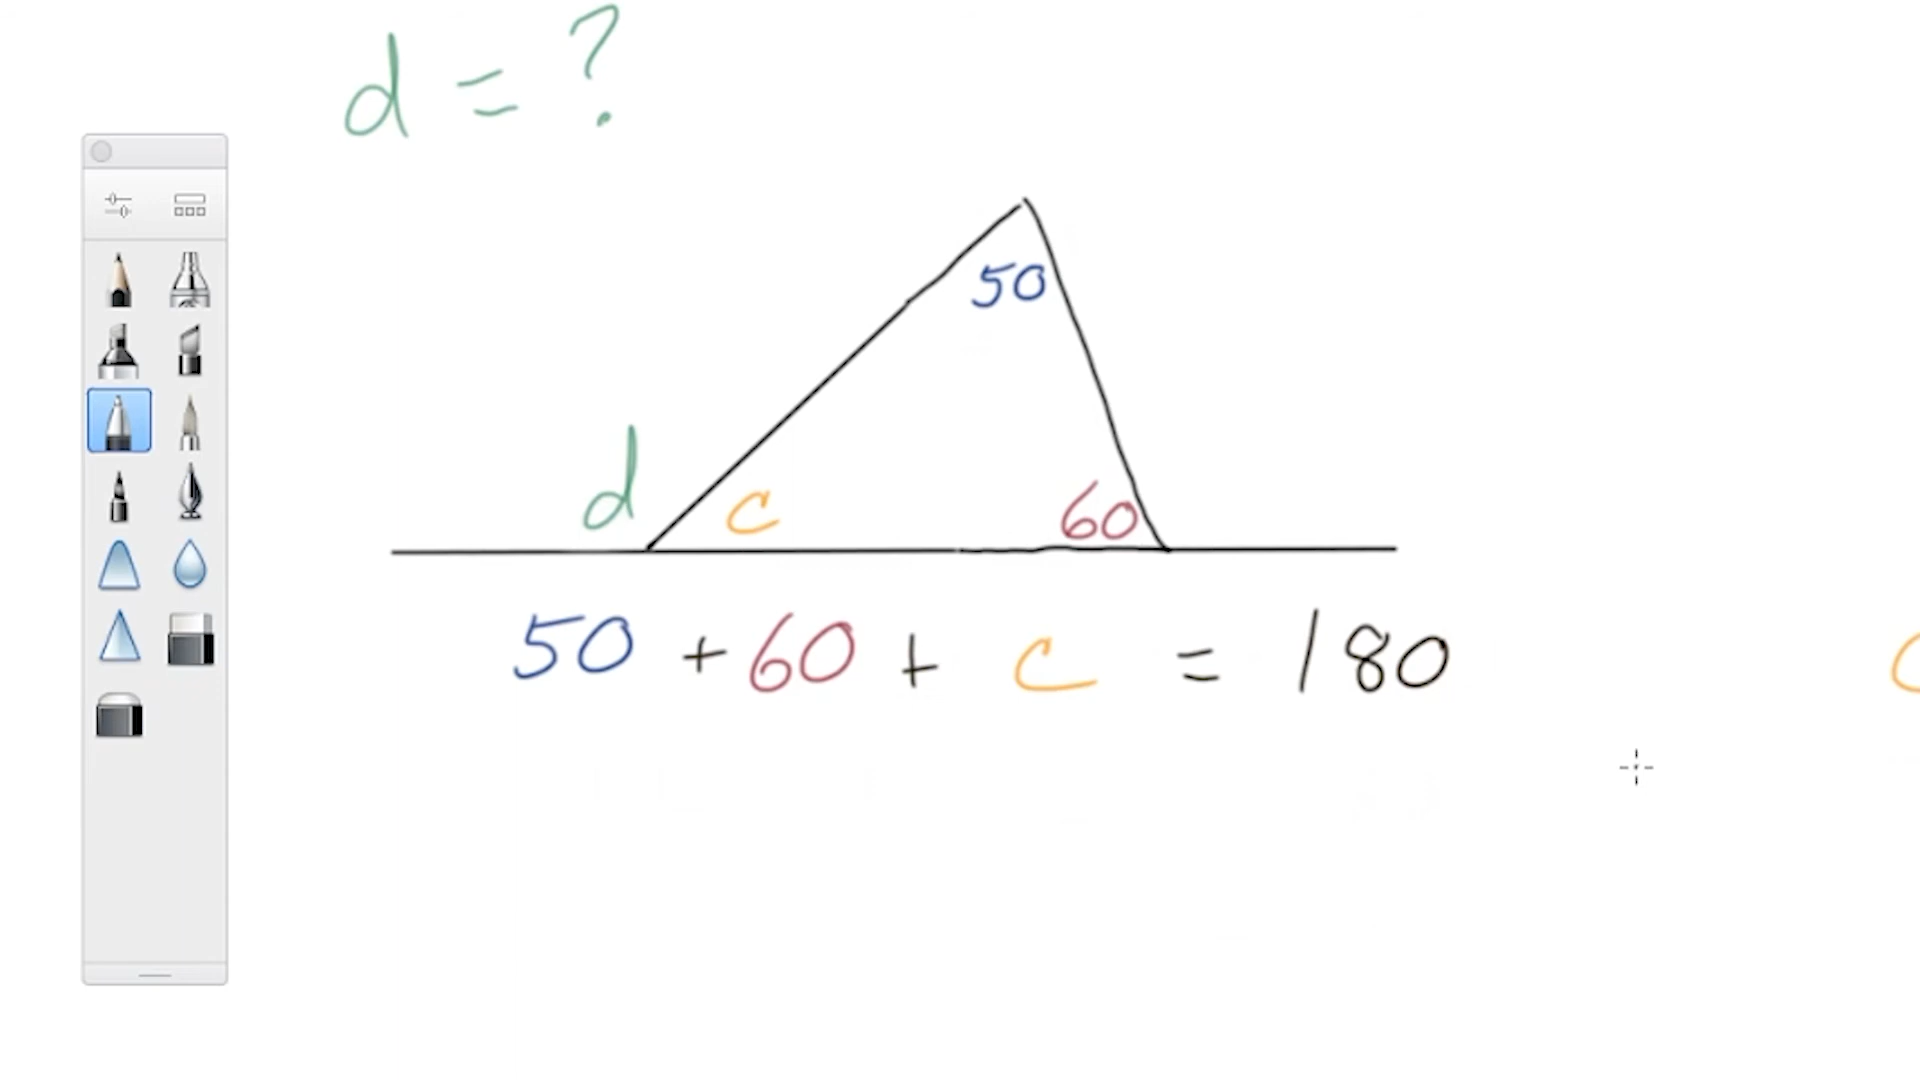 d = ?
50
d c 60
50 + 60 + c = 180